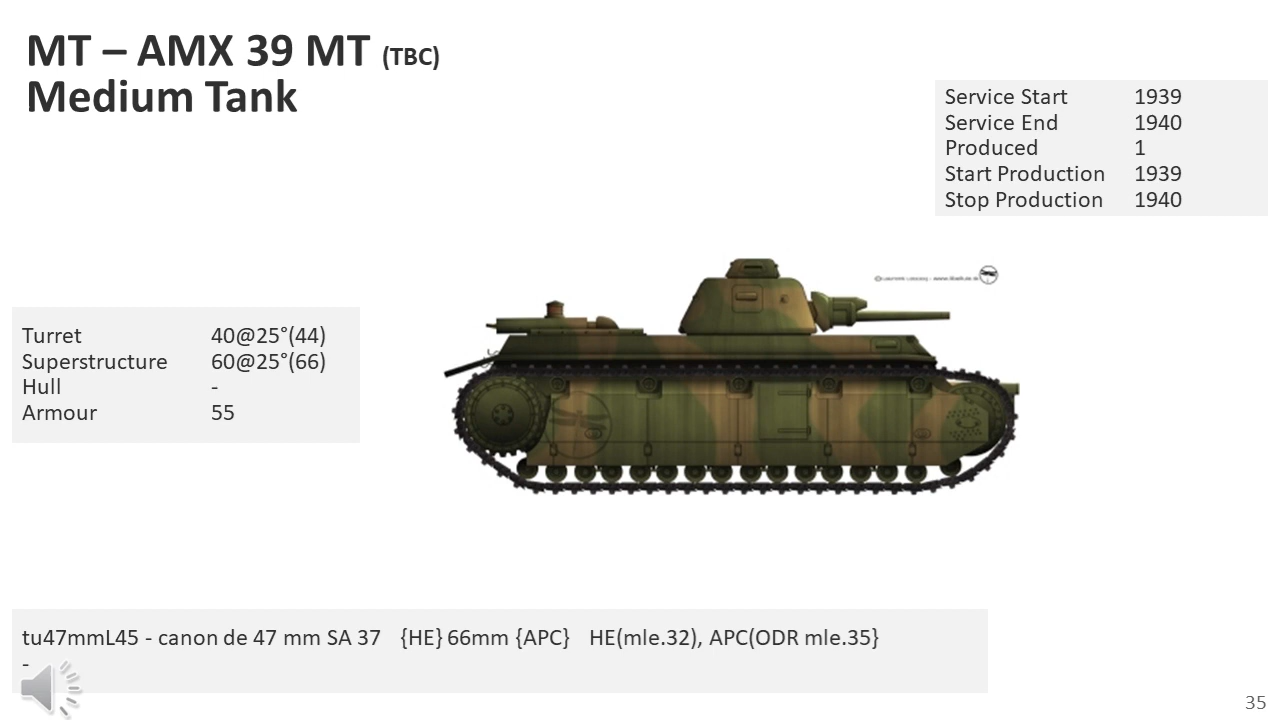 MT – AMX 39 MT (TBC)
Medium Tank
Service Start 1939
Service End 1940
Produced 1
Start Production 1939
Stop Production 1940
Turret 40@25°(44)
Superstructure 60@25°(66)
Hull -
Armour 55
tu47mmL45 - canon de 47 mm SA 37 {HE} 66mm {APC} HE(mle.32), APC(ODR mle.35}
-
35